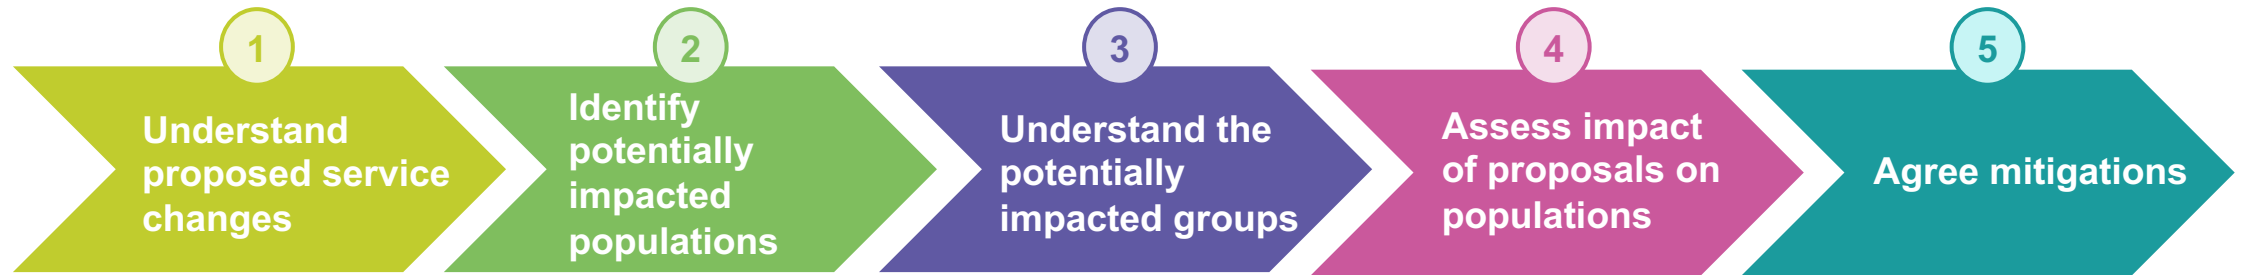 1
Understand
proposed service
changes
2
Identify
potentially
impacted
populations
3
Understand the
potentially
impacted groups
4
Assess impact
of proposals on
populations
5
Agree mitigations